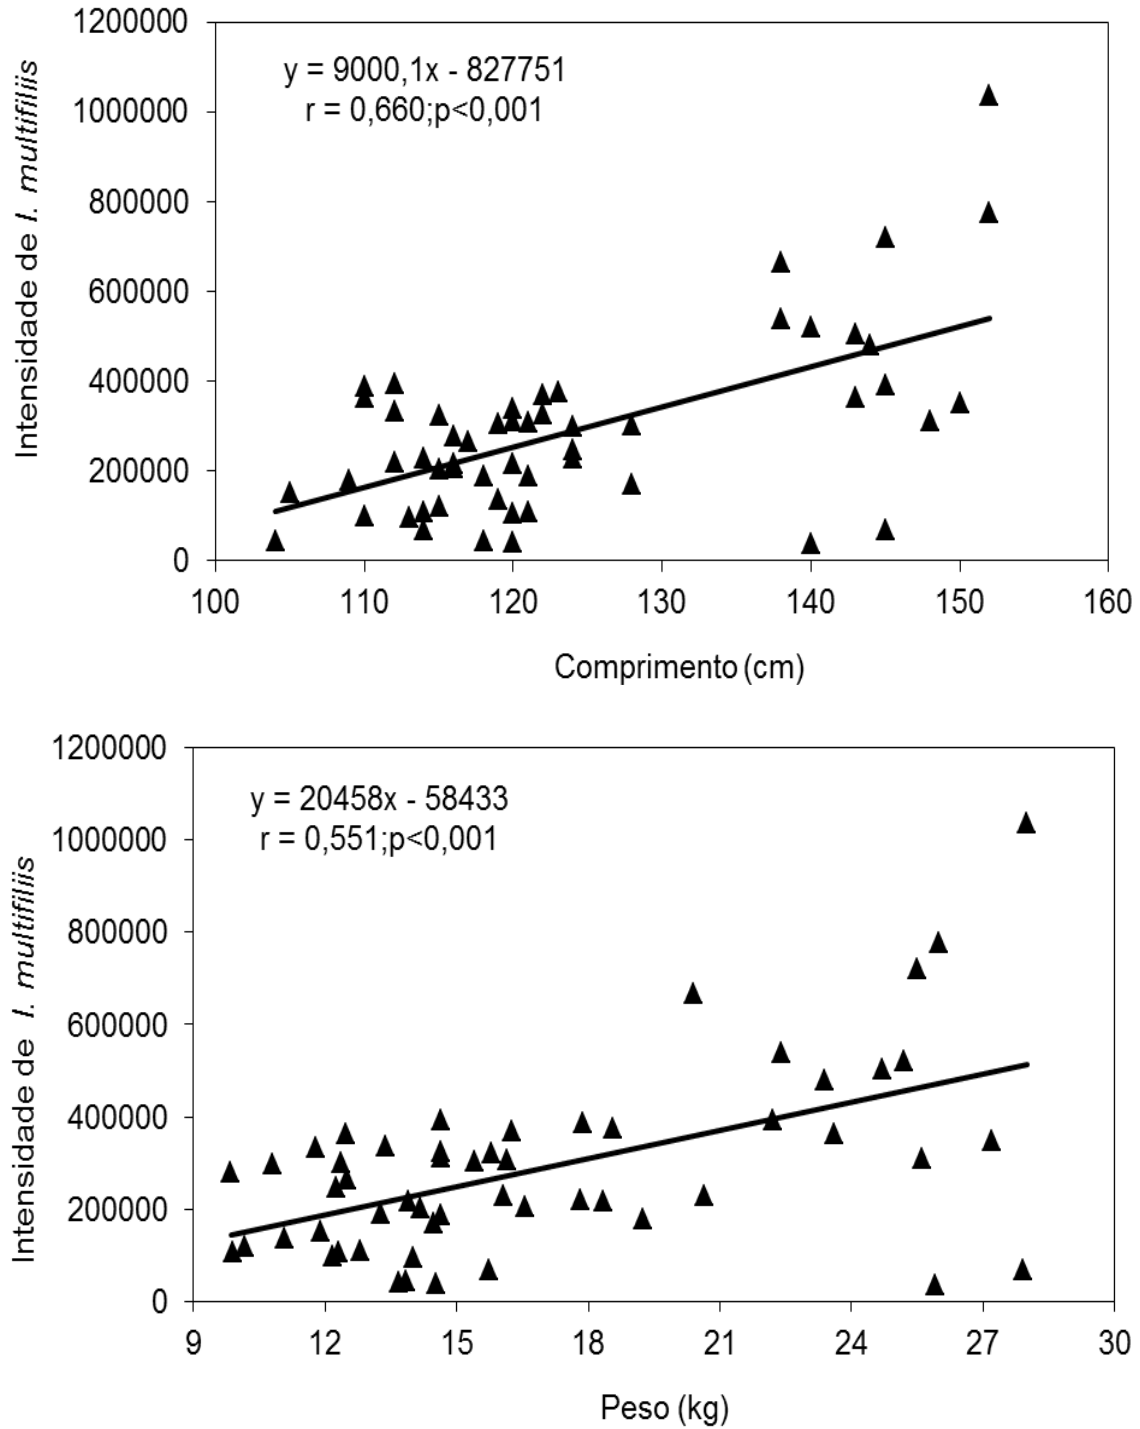 1200000
1000000
800000
600000
400000
200000
0
y = 9000,1x - 827751
r = 0,660;p<0,001
Intensidade de I. multifiliis
100 110 120 130 140 150 160
Comprimento (cm)
1200000
1000000
800000
600000
400000
200000
0
y = 20458x - 58433
r = 0,551;p<0,001
Intensidade de I. multifiliis
9 12 15 18 21 24 27 30
Peso (kg)